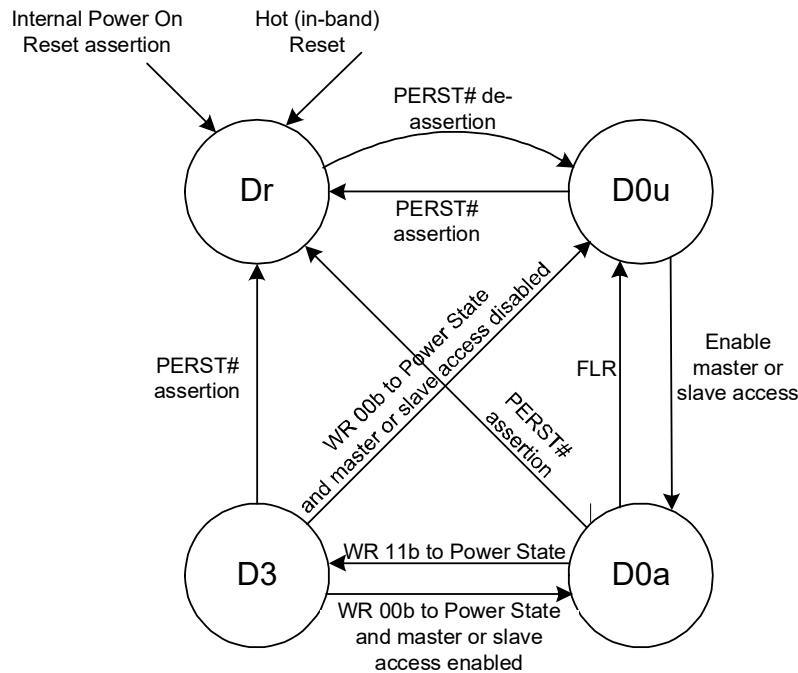 Internal Power On
Reset assertion
Hot (in-band)
Reset
PERST# de-
assertion
Dr
D0u
PERST#
assertion
WR 00b to Power State
and master or slave access disabled
PERST#
assertion
FLR
Enable
master or
slave access
PERST#
assertion
D3
WR 11b to Power State
D0a
WR 00b to Power State
and master or slave
access enabled